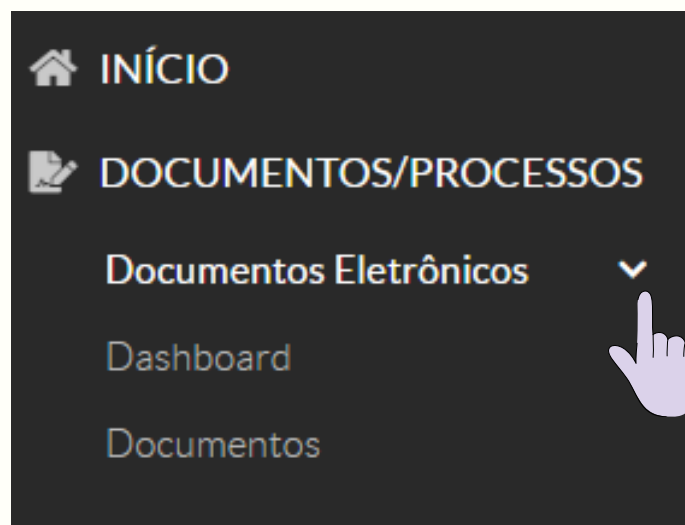 INÍCIO
DOCUMENTOS/PROCESSOS
Documentos Eletrônicos
Dashboard
Documentos